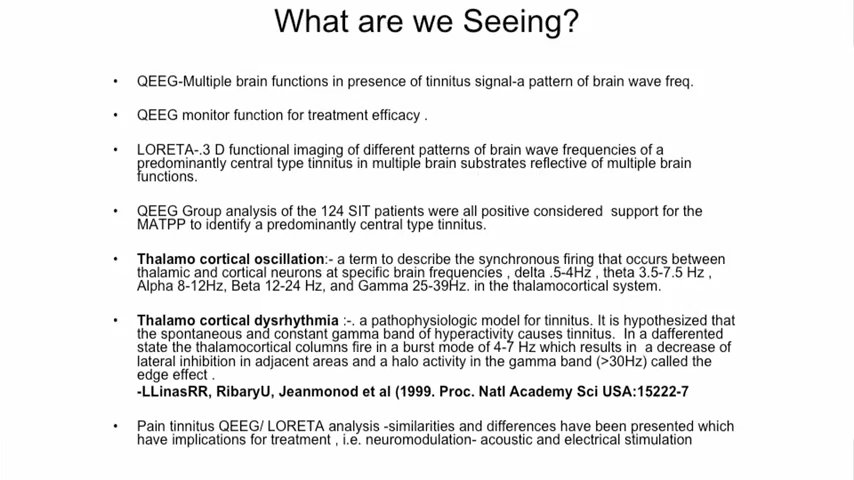 What are we Seeing?
• QEEG-Multiple brain functions in presence of tinnitus signal-a pattern of brain wave freq.
• QEEG monitor function for treatment efficacy .
• LORETA-.3 D functional imaging of different patterns of brain wave frequencies of a
predominantly central type tinnitus in multiple brain substrates reflective of multiple brain
functions.
• QEEG Group analysis of the 124 SIT patients were all positive considered support for the
MATPP to identify a predominantly central type tinnitus.
• Thalamo cortical oscillation:- a term to describe the synchronous firing that occurs between
thalamic and cortical neurons at specific brain frequencies , delta .5-4Hz , theta 3.5-7.5 Hz ,
Alpha 8-12Hz, Beta 12-24 Hz, and Gamma 25-39Hz. in the thalamocortical system.
• Thalamo cortical dysrhythmia :-. a pathophysiologic model for tinnitus. It is hypothesized that
the spontaneous and constant gamma band of hyperactivity causes tinnitus. In a dafferented
state the thalamocortical columns fire in a burst mode of 4-7 Hz which results in a decrease of
lateral inhibition in adjacent areas and a halo activity in the gamma band (>30Hz) called the
edge effect .
-LLinasRR, RibaryU, Jeanmonod et al (1999. Proc. Natl Academy Sci USA:15222-7
• Pain tinnitus QEEG/ LORETA analysis -similarities and differences have been presented which
have implications for treatment , i.e. neuromodulation- acoustic and electrical stimulation